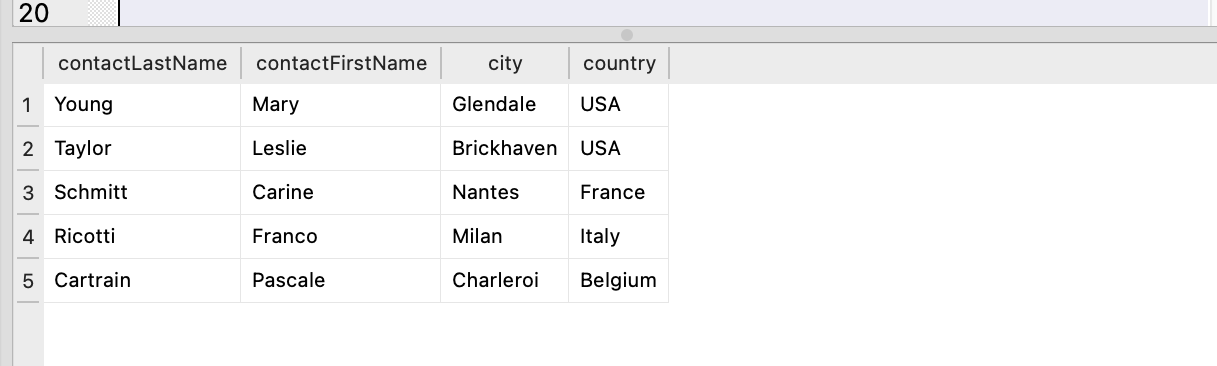 20
contactLastName contactFirstName city country
1 Young Mary Glendale USA
2 Taylor Leslie Brickhaven USA
3 Schmitt Carine Nantes France
4 Ricotti Franco Milan Italy
5 Cartrain Pascale Charleroi Belgium